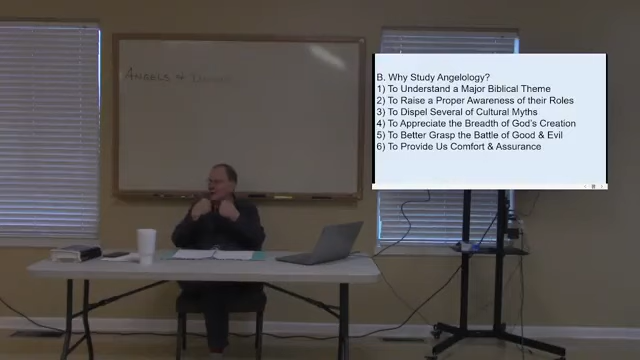 ANGELS &
B. Why Study Angelology?
1) To Understand a Major Biblical Theme
2) To Raise a Proper Awareness of their Roles
3) To Dispel Several of Cultural Myths
4) To Appreciate the Breadth of God's Creation
5) To Better Grasp the Battle of Good & Evil
6) To Provide Us Comfort & Assurance